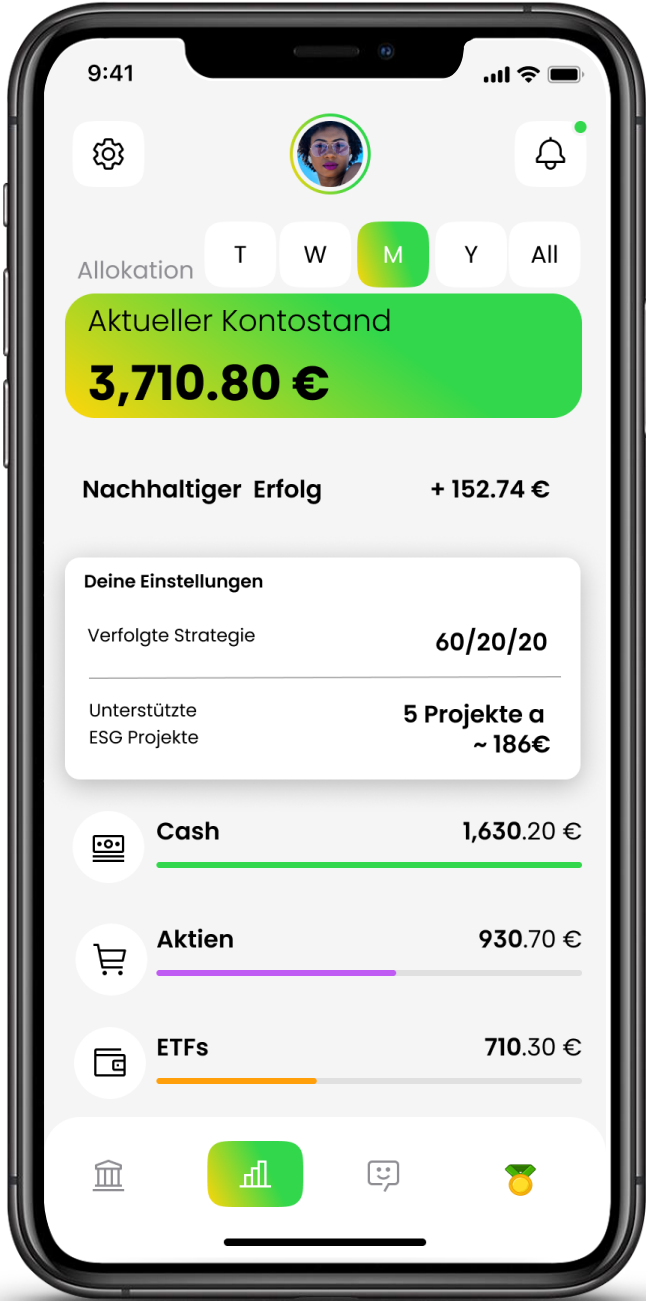 9:41
Allokation T W M Y All
Aktueller Kontostand
3,710.80 €
Nachhaltiger Erfolg + 152.74 €
Deine Einstellungen
Verfolgte Strategie 60/20/20
Unterstützte 5 Projekte a
ESG Projekte ~ 186€
Cash 1,630.20 €
Aktien 930.70 €
ETFs 710.30 €